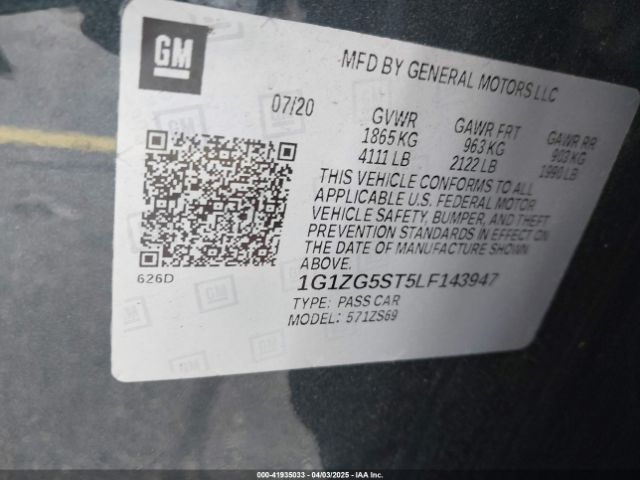 GM
MFD BY GENERAL MOTORS LLC
07/20 GVWR GAWR FRT GAWR RR
1865 KG 963 KG 903 KG
4111 LB 2122 LB 1990 LB
THIS VEHICLE CONFORMS TO ALL
APPLICABLE U.S. FEDERAL MOTOR
VEHICLE SAFETY, BUMPER, AND THEFT
PREVENTION STANDARDS IN EFFECT ON
THE DATE OF MANUFACTURE SHOWN
ABOVE.
626D
1G1ZG5ST5LF143947
TYPE: PASS CAR
MODEL: 571ZS69
000-41935033 - 04/03/2025 - IAA Inc.